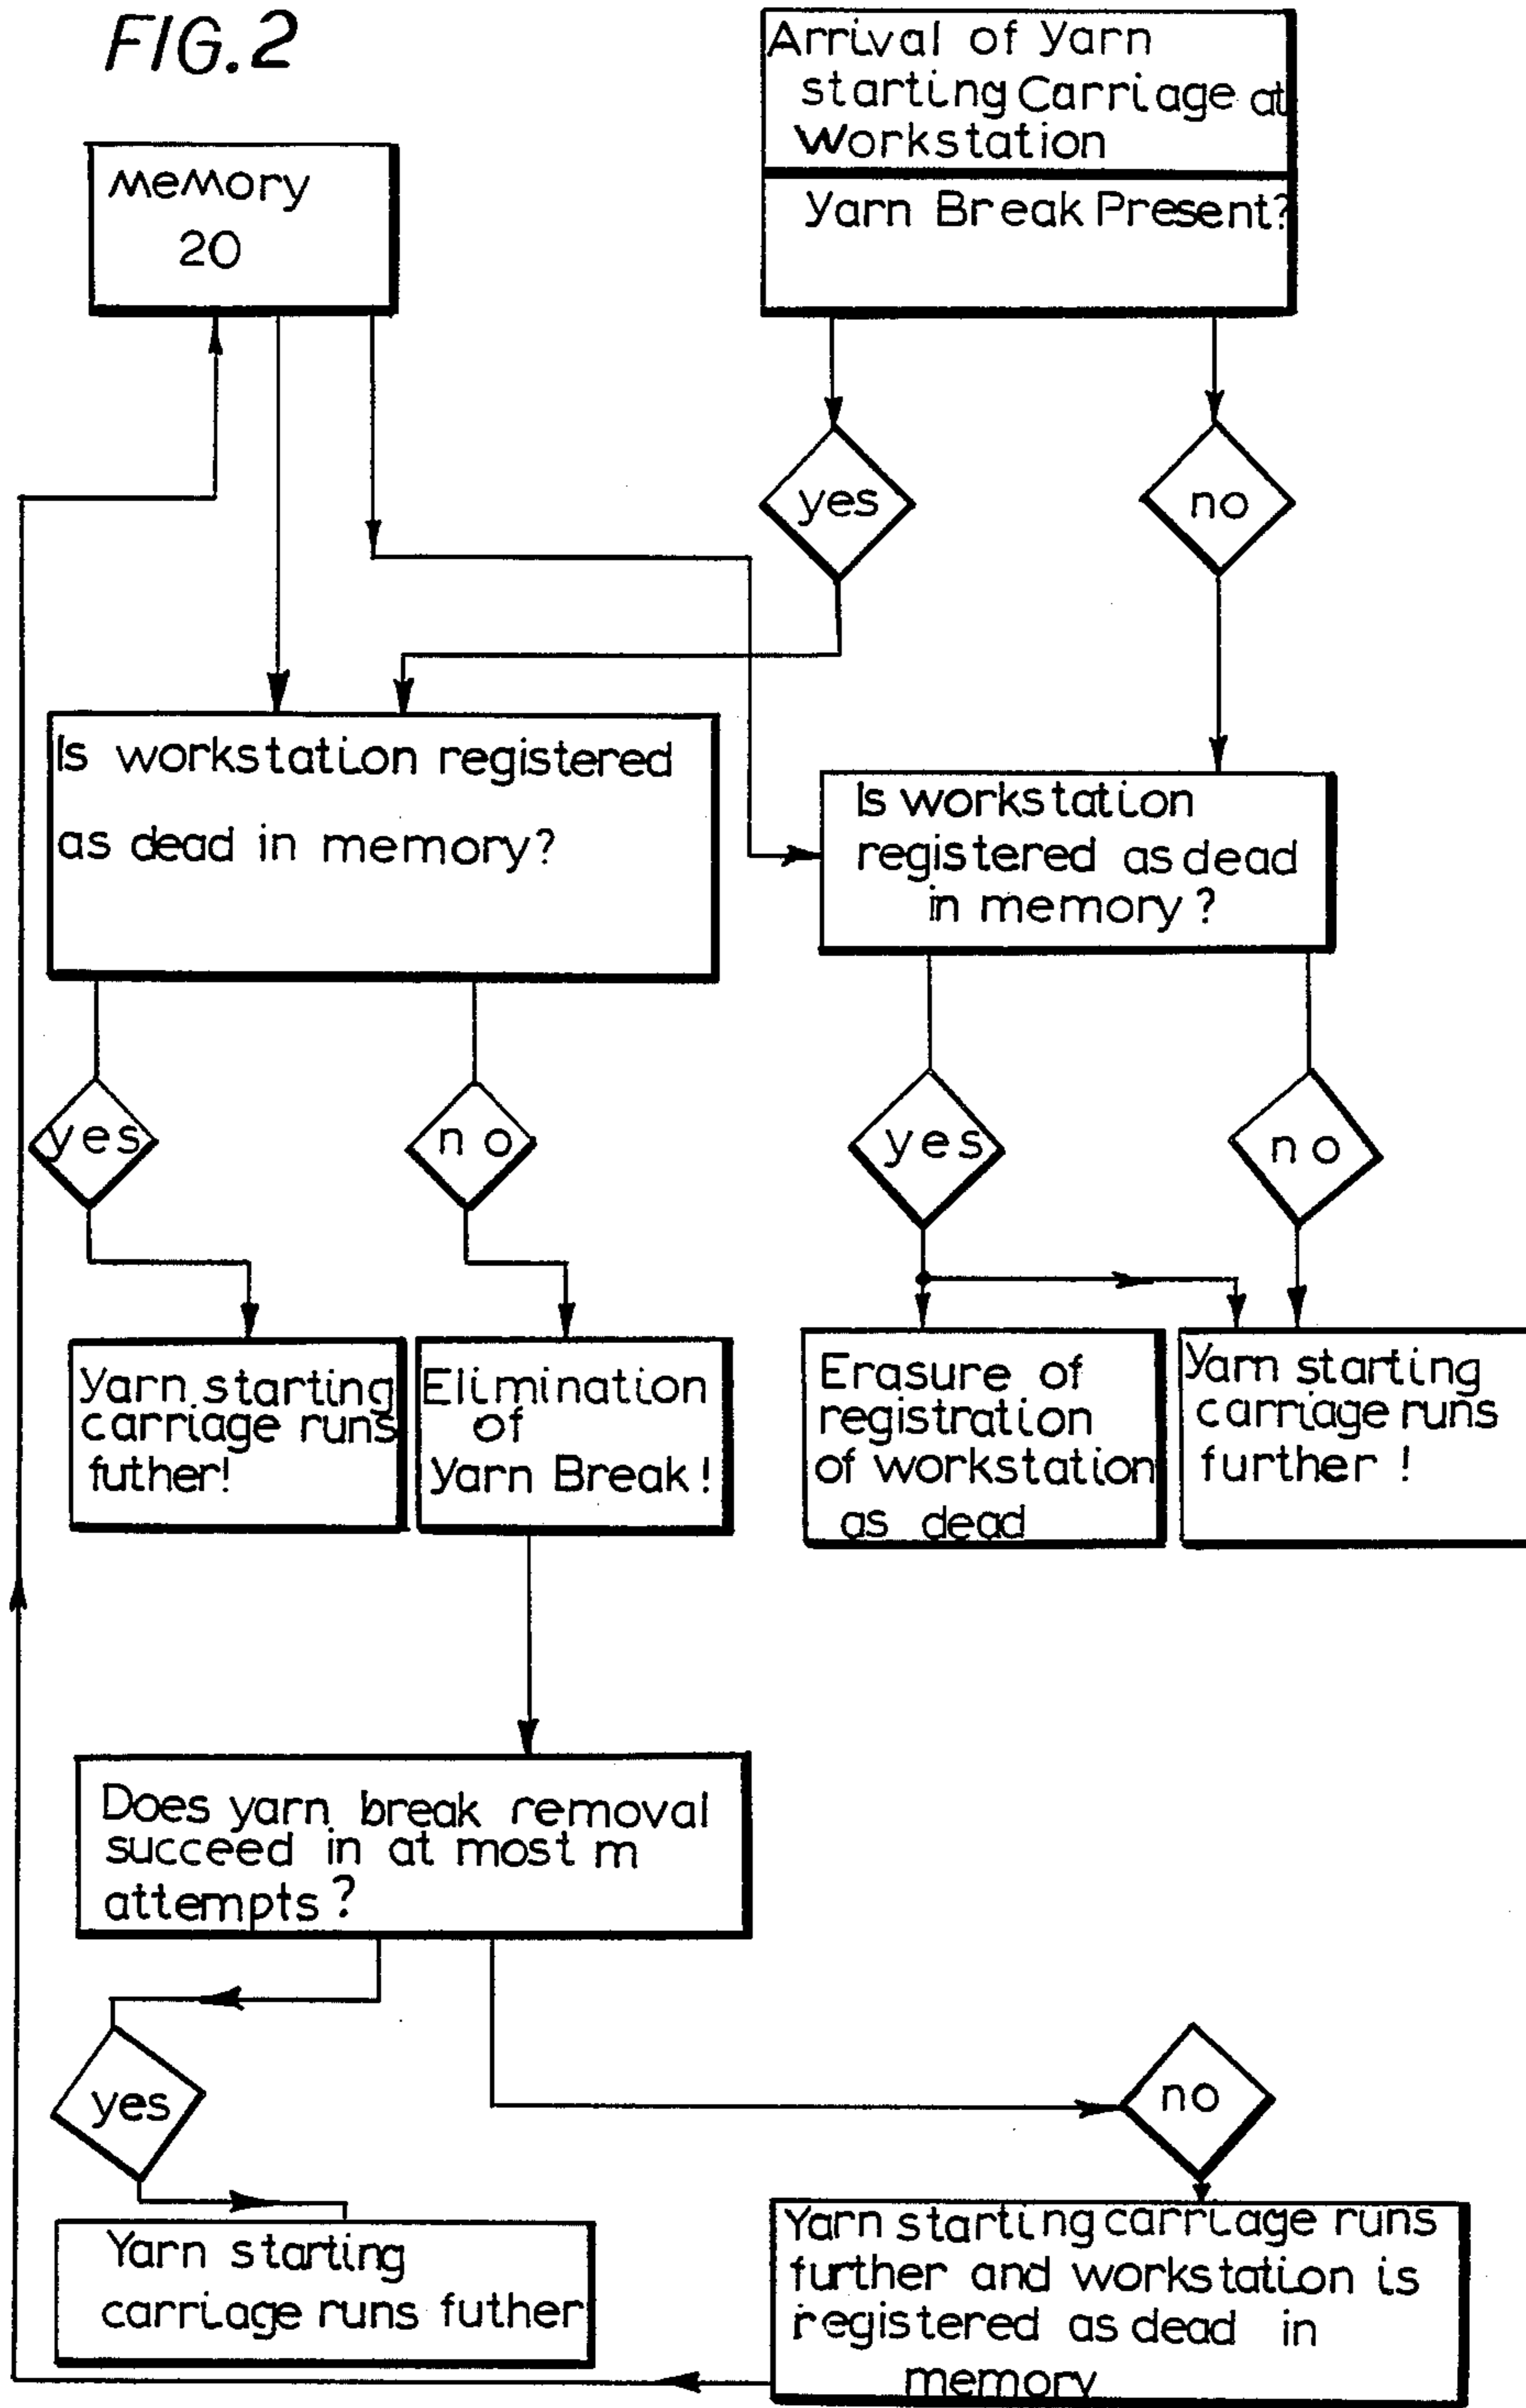 FIG.2
Arrival of Yarn
starting Carriage at
Workstation
Yarn Break Present?
Memory
20
yes
no
Is workstation registered
as dead in memory?
Is workstation
registered as dead
in memory?
yes
no
yes
no
Yarn starting
carriage runs
futher!
Elimination
of
Yarn Break!
Erasure of
registration
of workstation
as dead
Yarn starting
carriage runs
further!
Does yarn break removal
succeed in at most m
attempts?
yes
no
Yarn starting
carriage runs futher
Yarn starting carriage runs
further and workstation is
registered as dead in
memory